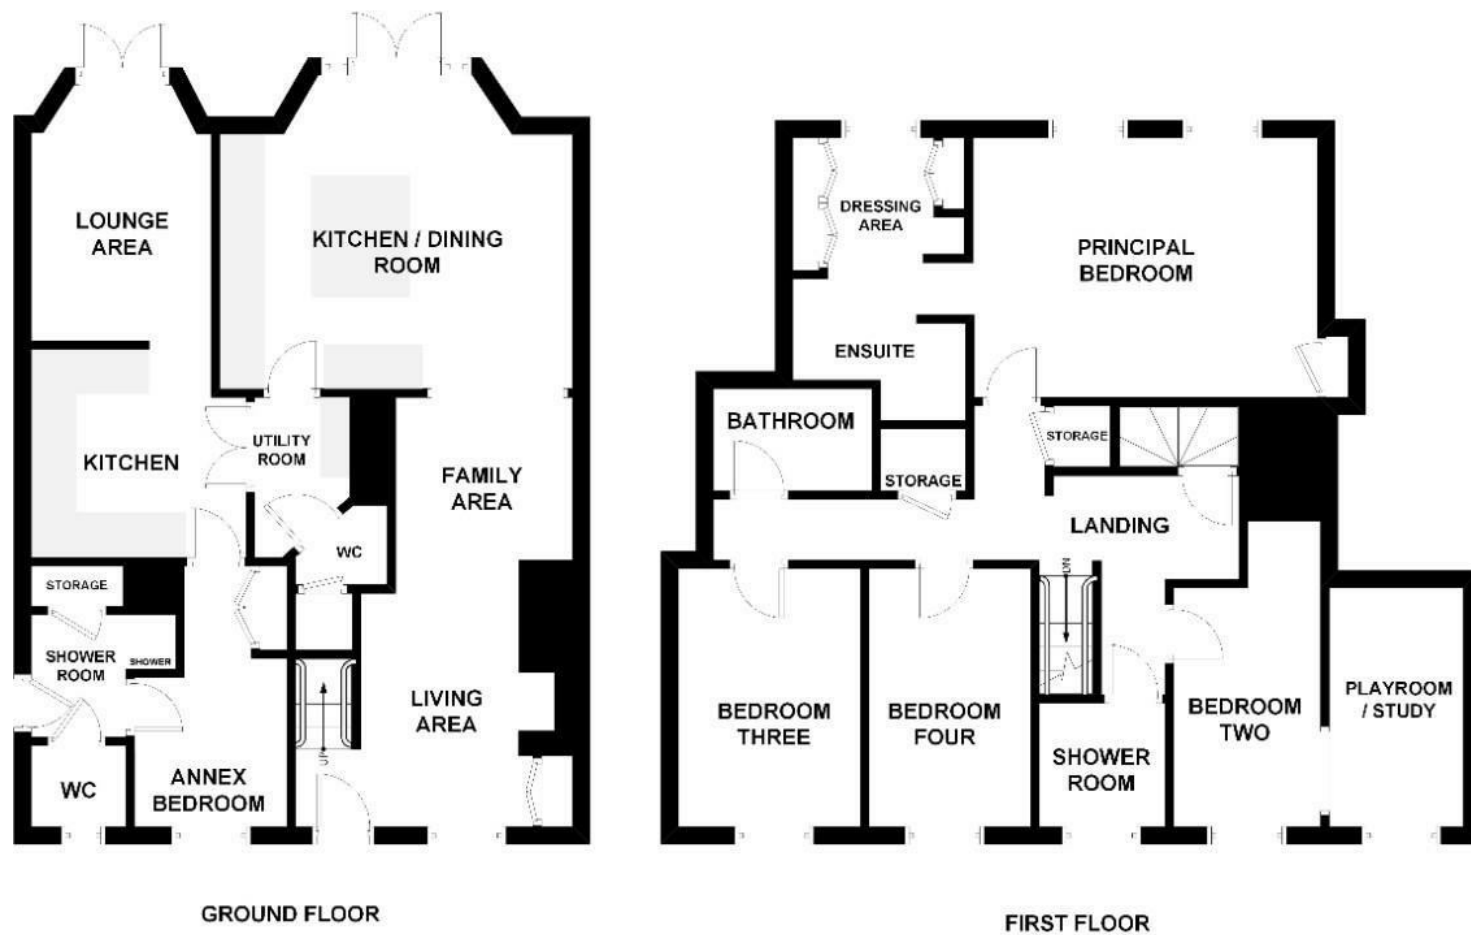 LOUNGE
AREA
KITCHEN / DINING
ROOM
KITCHEN
UTILITY
ROOM
FAMILY
AREA
WC
STORAGE
SHOWER
ROOM
SHOWER
LIVING
AREA
UP
WC
ANNEX
BEDROOM
GROUND FLOOR
DRESSING
AREA
PRINCIPAL
BEDROOM
ENSUITE
BATHROOM
STORAGE
STORAGE
LANDING
DN
BEDROOM
THREE
BEDROOM
FOUR
SHOWER
ROOM
BEDROOM
TWO
PLAYROOM
/ STUDY
FIRST FLOOR